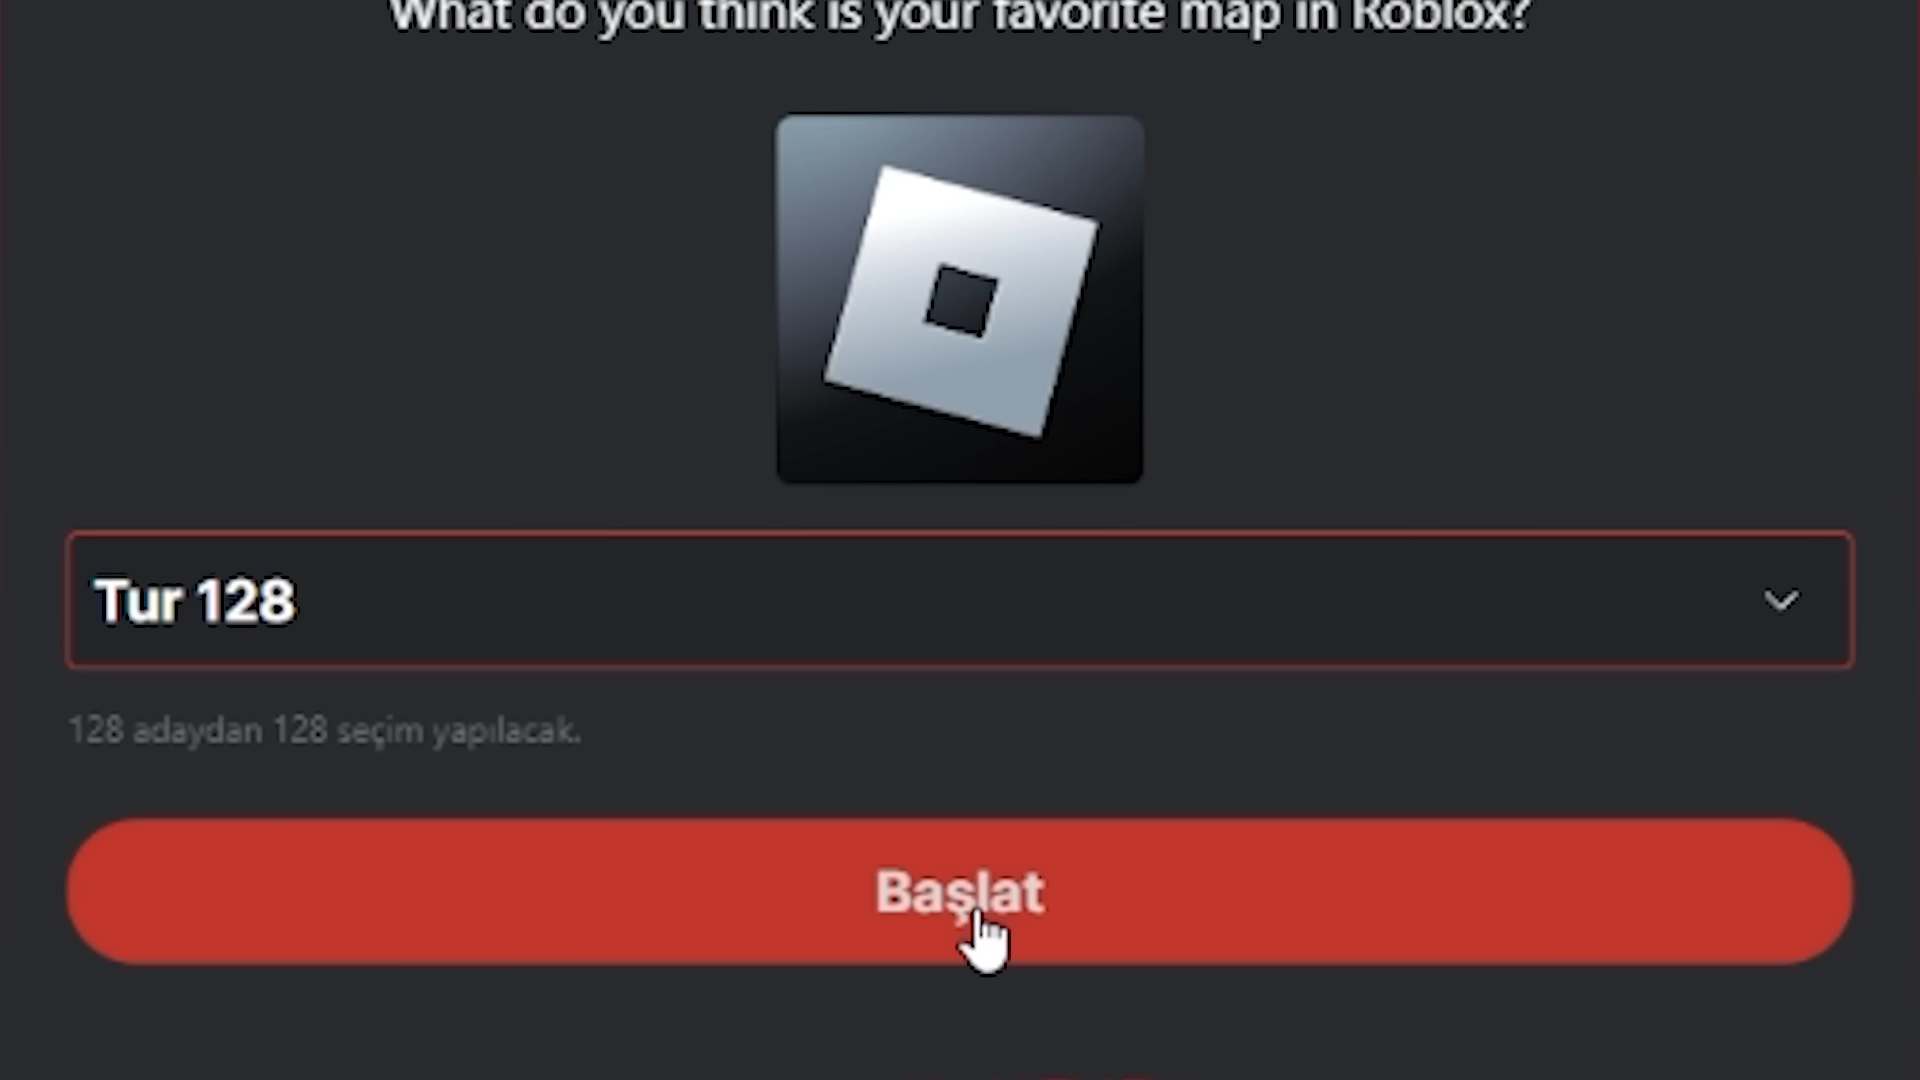 What do you think is your favorite map in Roblox?
Tur 128
128 adaydan 128 seçim yapılacak.
Başlat